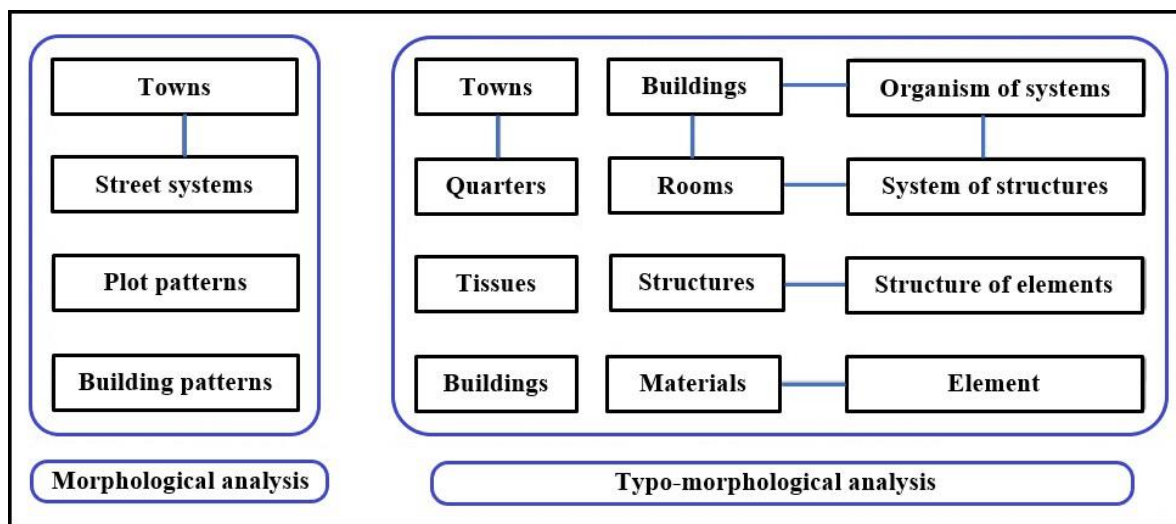 Towns
Street systems
Plot patterns
Building patterns
Morphological analysis
Towns
Buildings
Organism of systems
Quarters
Rooms
System of structures
Tissues
Structures
Structure of elements
Buildings
Materials
Element
Typo-morphological analysis